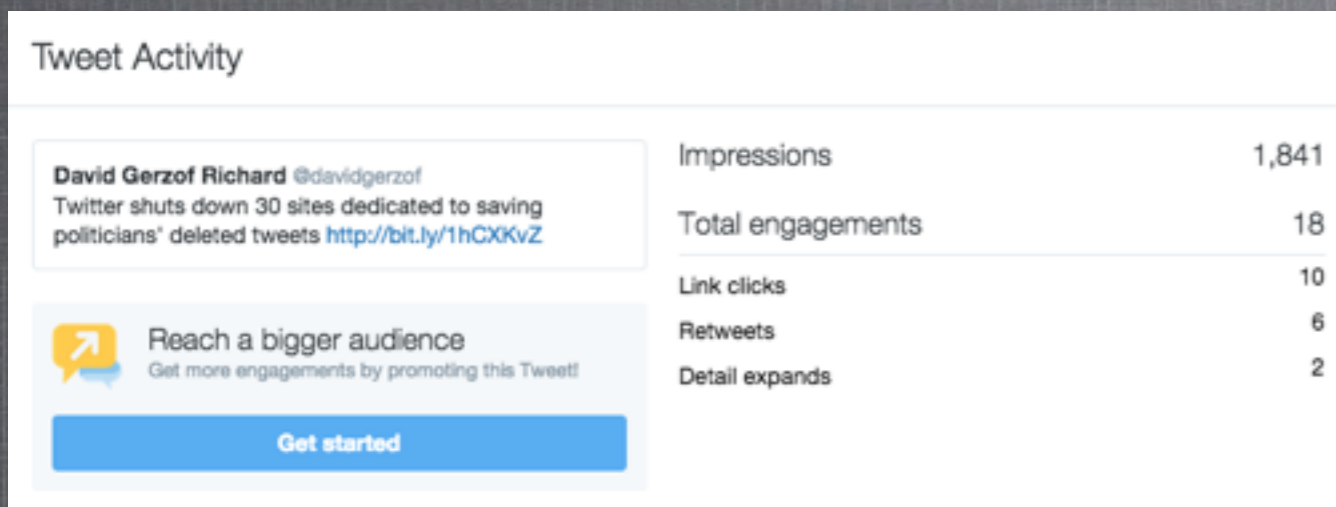 Tweet Activity
David Gerzof Richard @davidgerzof
Twitter shuts down 30 sites dedicated to saving
politicians' deleted tweets http://bit.ly/1hCXKvZ
Reach a bigger audience
Get more engagements by promoting this Tweet!
Get started
Impressions 1,841
Total engagements 18
Link clicks 10
Retweets 6
Detail expands 2